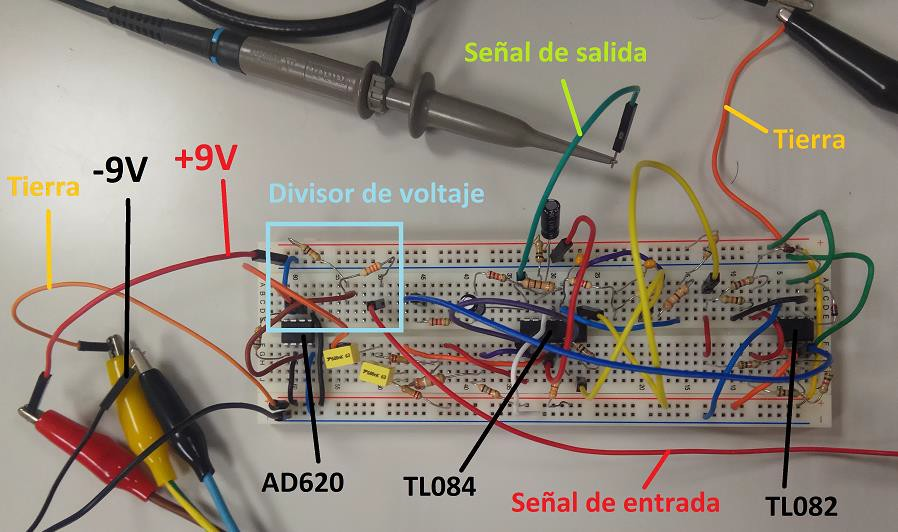 Señal de salida
Tierra
-9V
+9V
Tierra
Divisor de voltaje
AD620
TL084
Señal de entrada
TL082